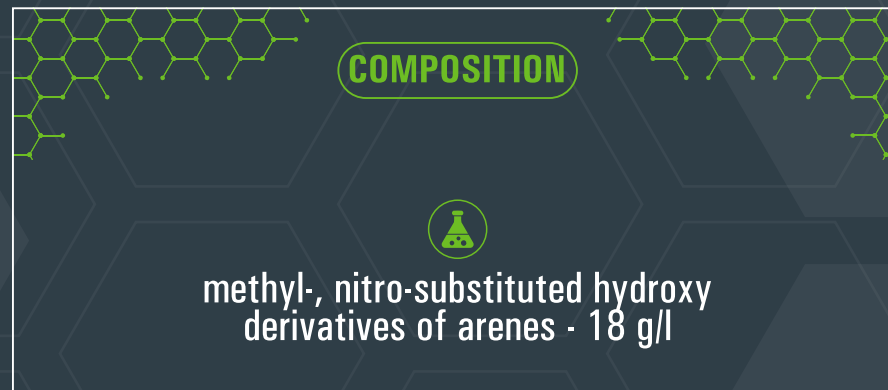 COMPOSITION
methyl-, nitro-substituted hydroxy
derivatives of arenes - 18 g/l